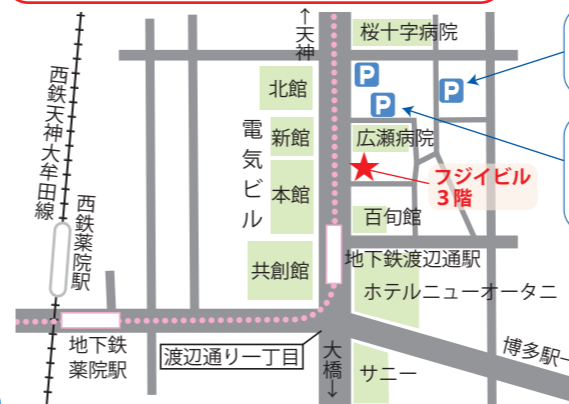 ↑天神
桜十字病院
P
P
P
北館
新館
広瀬病院
電気ビル
本館
フジイビル
3階
百旬館
西鉄天神大牟田線
西鉄薬院駅
共創館
地下鉄渡辺通駅
ホテルニューオータニ
地下鉄
薬院駅
渡辺通り一丁目
大橋↓
サニー
博多駅→